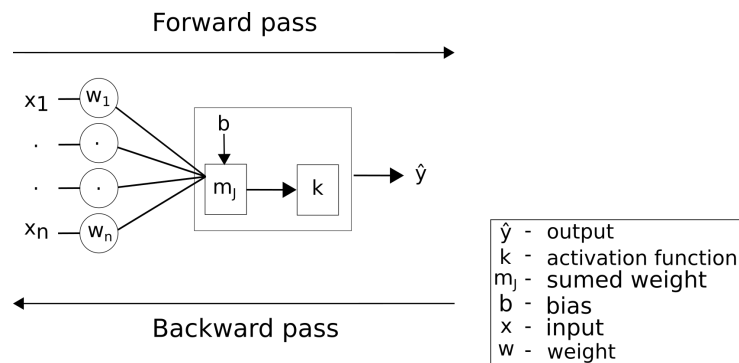 Forward pass
x₁ w₁
. .
. .
xₙ wₙ
b
mⱼ k ŷ
Backward pass
ŷ - output
k - activation function
mⱼ - sumed weight
b - bias
x - input
w - weight